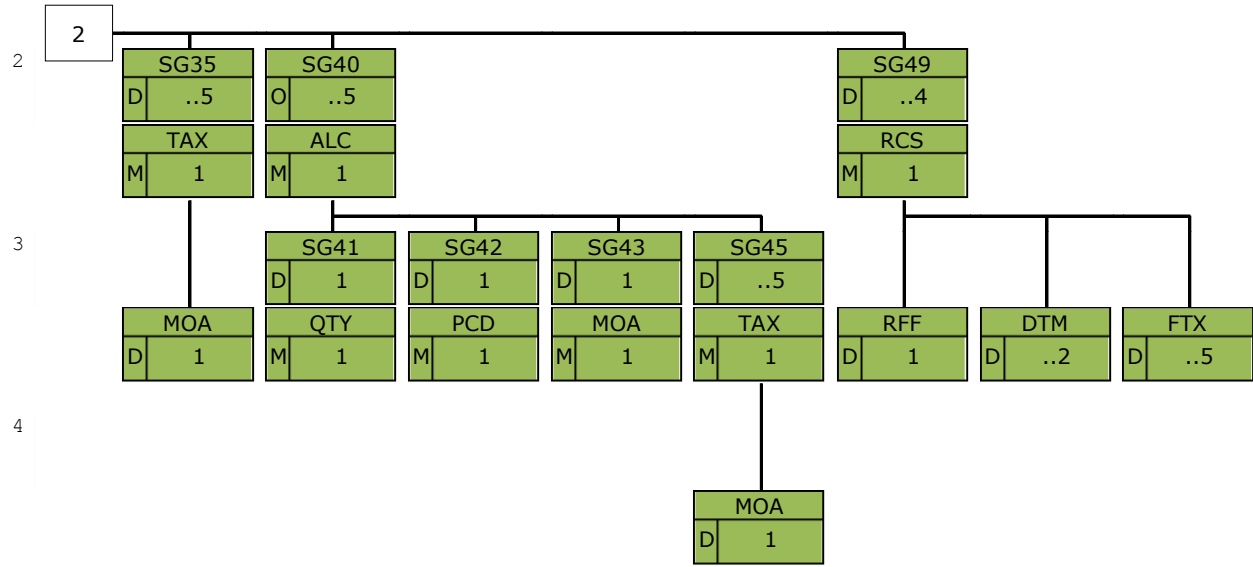 2
2
SG35 SG40 SG49
D ..5 O ..5 D ..4
TAX ALC RCS
M 1 M 1 M 1
3
SG41 SG42 SG43 SG45
D 1 D 1 D 1 D ..5
MOA QTY PCD MOA TAX RFF DTM FTX
D 1 M 1 M 1 M 1 M 1 D 1 D ..2 D ..5
4
MOA
D 1